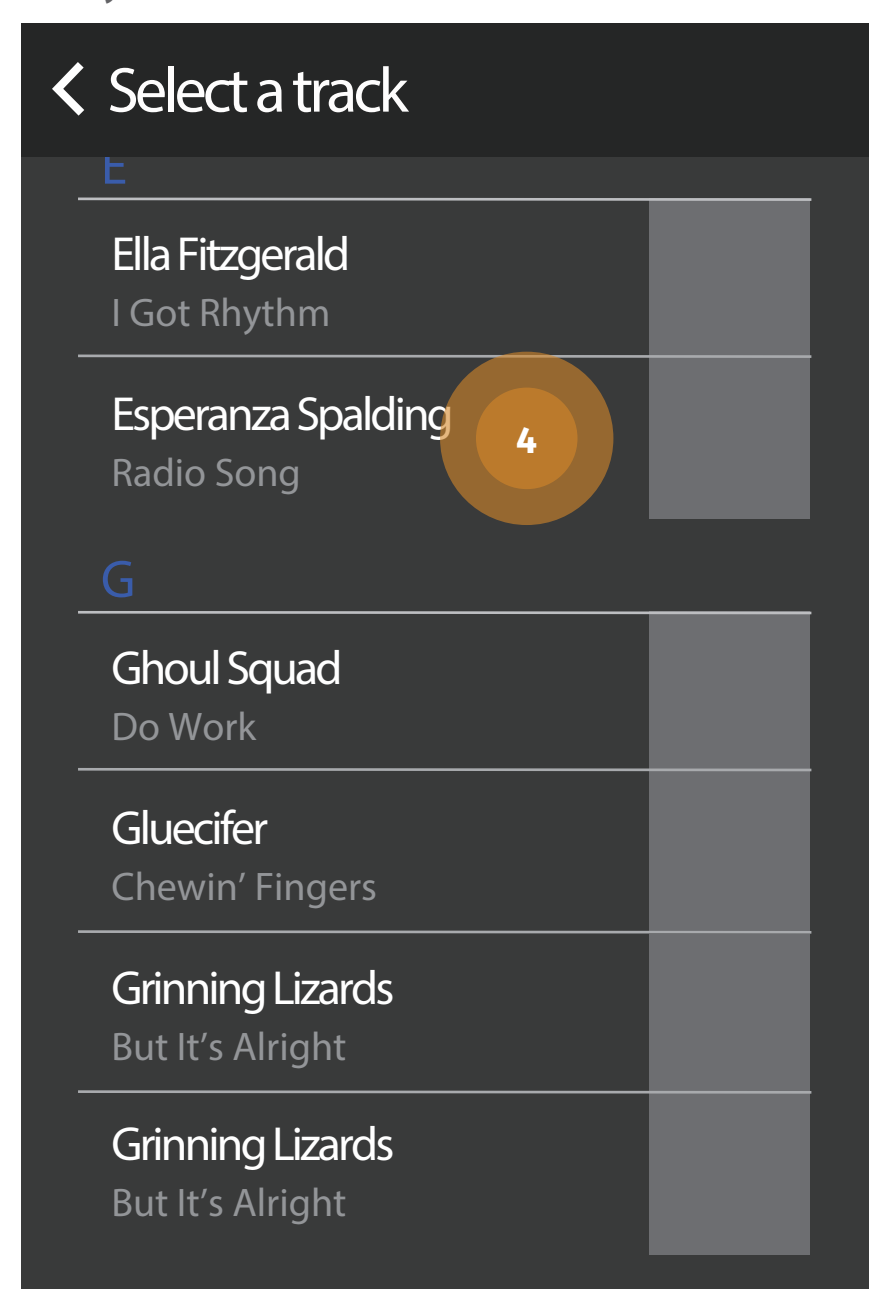 Select a track
E
Ella Fitzgerald
I Got Rhythm
Esperanza Spalding
4
Radio Song
G
Ghoul Squad
Do Work
Gluecifer
Chewin’ Fingers
Grinning Lizards
But It’s Alright
Grinning Lizards
But It’s Alright